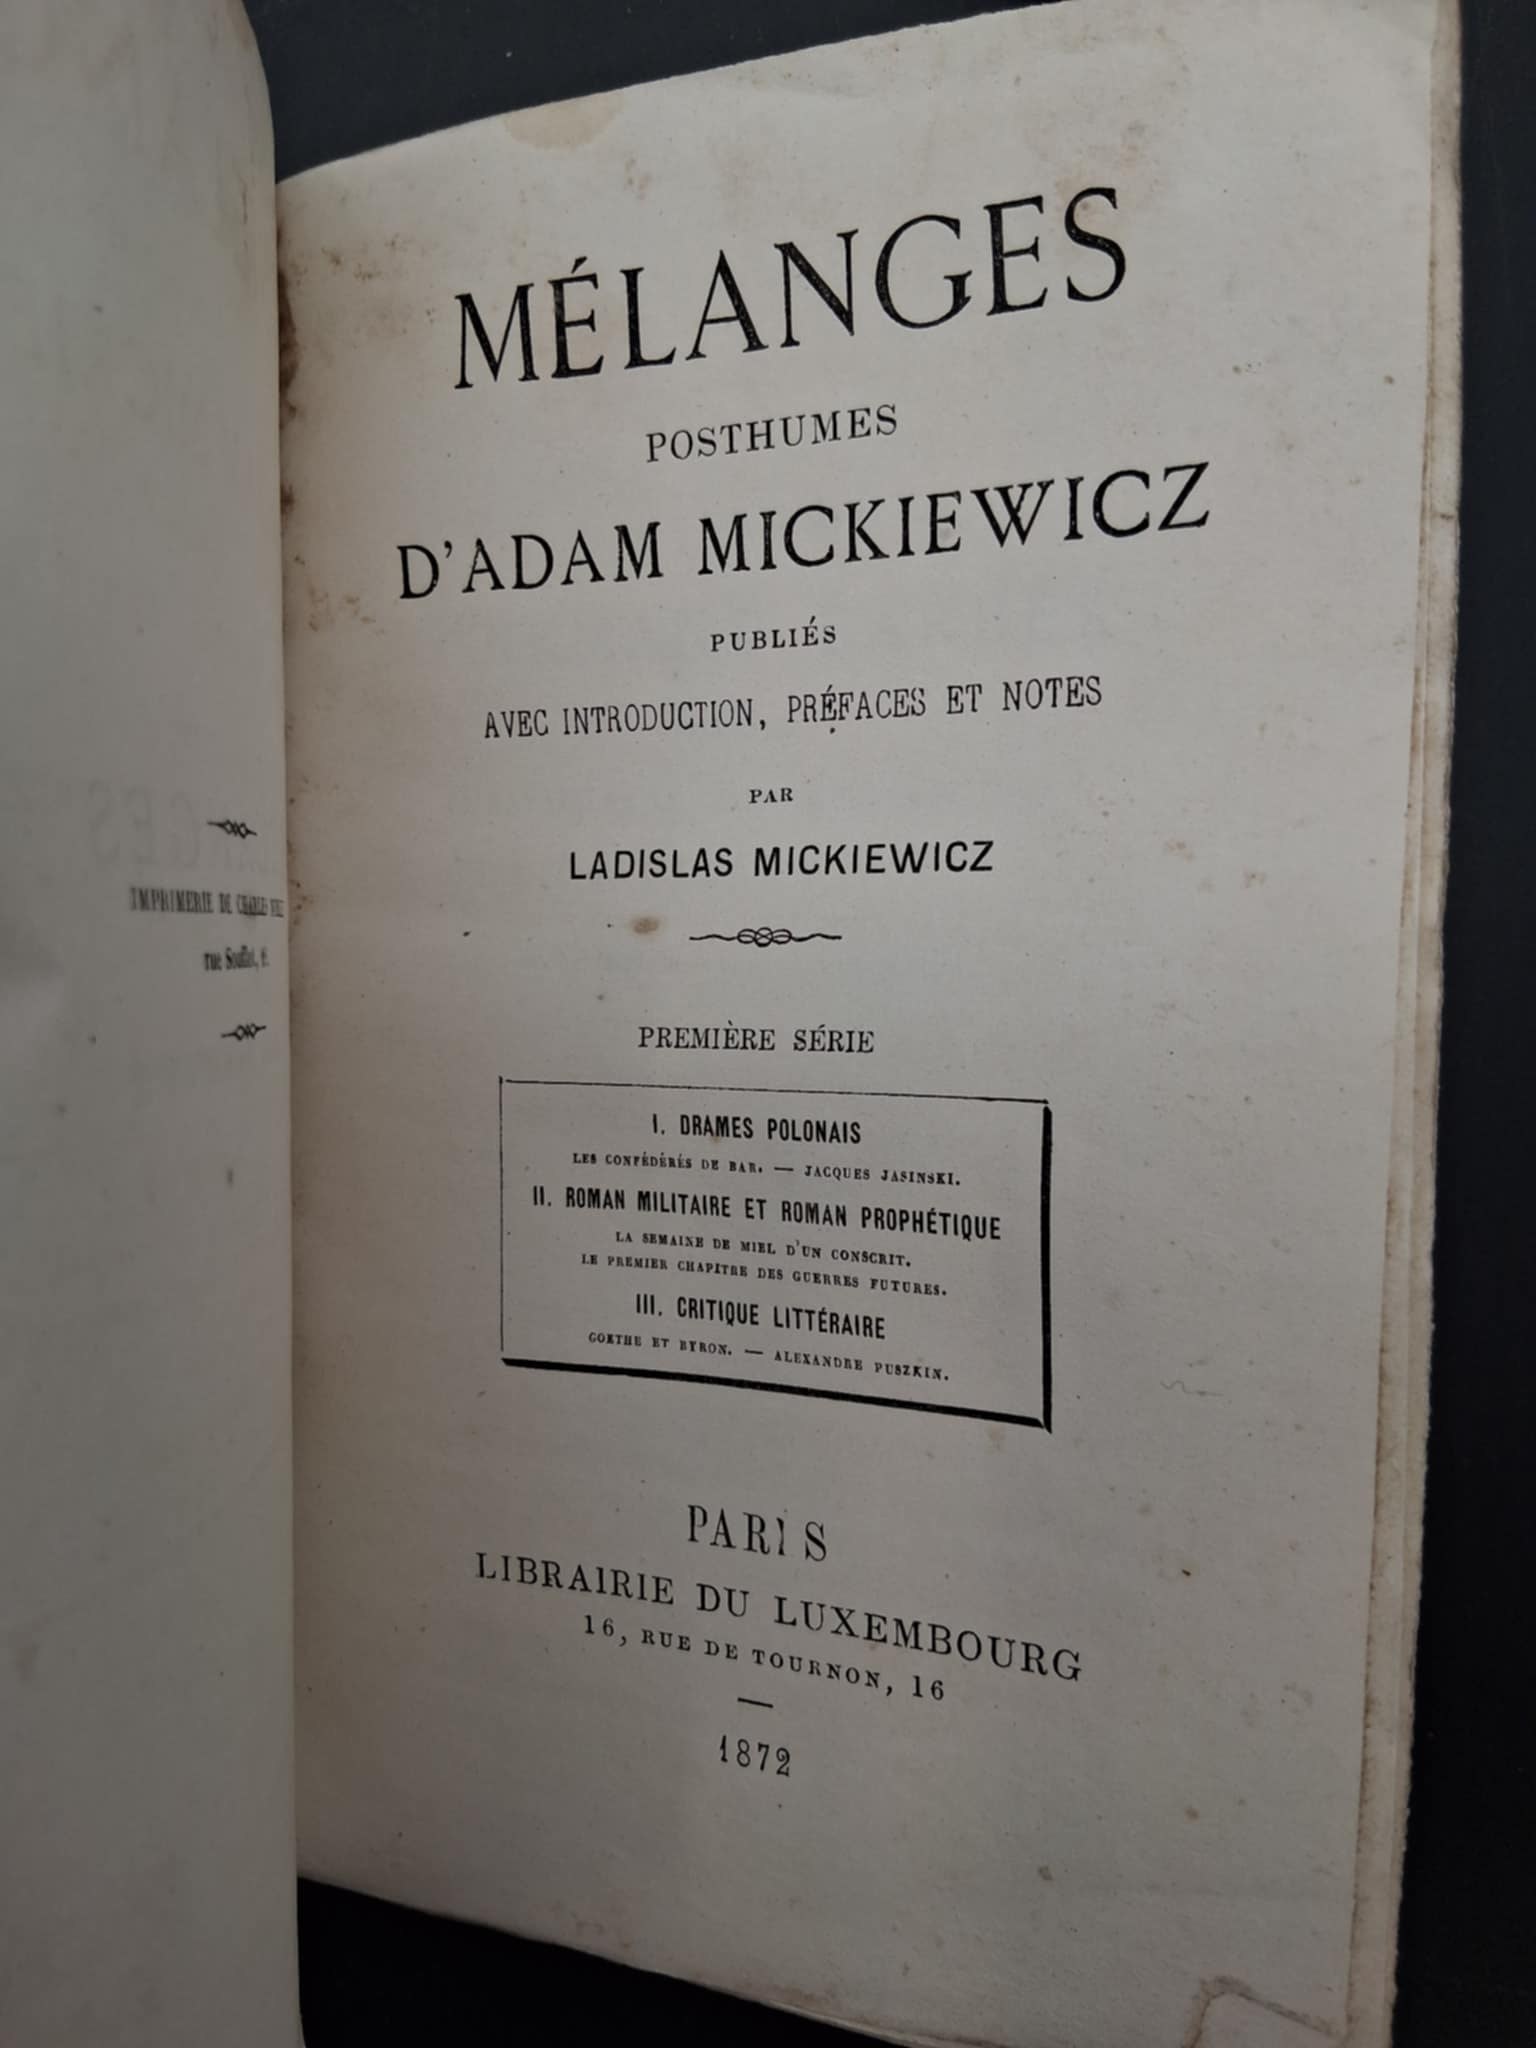 IMPRIMERIE DE CHARLES
rue Soufflot,
MÉLANGES
POSTHUMES
D'ADAM MICKIEWICZ
PUBLIÉS
AVEC INTRODUCTION, PRÉFACES ET NOTES
PAR
LADISLAS MICKIEWICZ
PREMIÈRE SÉRIE
I. DRAMES POLONAIS
LES CONFÉDÉRÉS DE BAR. — JACQUES JASINSKI.
II. ROMAN MILITAIRE ET ROMAN PROPHÉTIQUE
LA SEMAINE DE MIEL D'UN CONSCRIT.
LE PREMIER CHAPITRE DES GUERRES FUTURES.
III. CRITIQUE LITTÉRAIRE
GOETHE ET BYRON. — ALEXANDRE PUSZKIN.
PARIS
LIBRAIRIE DU LUXEMBOURG
16, RUE DE TOURNON, 16
—
1872